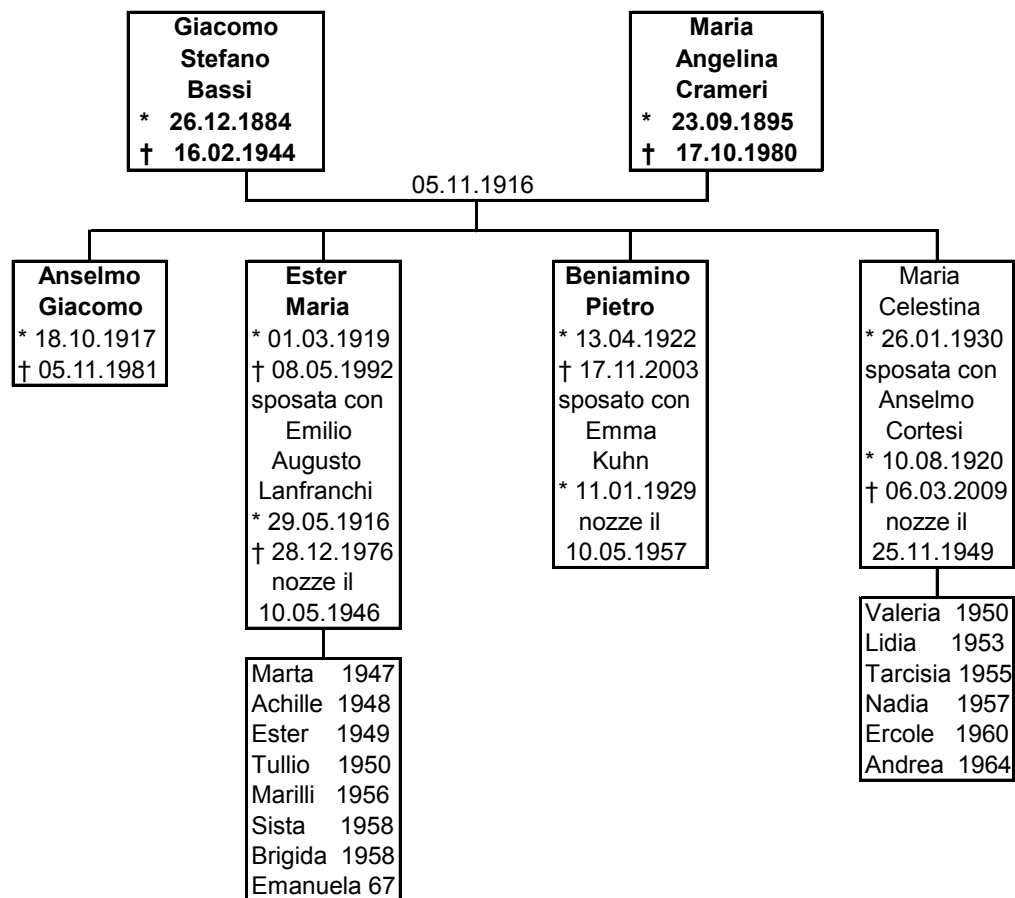 Giacomo
Stefano
Bassi
* 26.12.1884
† 16.02.1944
Maria
Angelina
Crameri
* 23.09.1895
† 17.10.1980
05.11.1916
Anselmo
Giacomo
* 18.10.1917
† 05.11.1981
Ester
Maria
* 01.03.1919
† 08.05.1992
sposata con
Emilio
Augusto
Lanfranchi
* 29.05.1916
† 28.12.1976
nozze il
10.05.1946
Marta 1947
Achille 1948
Ester 1949
Tullio 1950
Marilli 1956
Sista 1958
Brigida 1958
Emanuela 67
Beniamino
Pietro
* 13.04.1922
† 17.11.2003
sposato con
Emma
Kuhn
* 11.01.1929
nozze il
10.05.1957
Maria
Celestina
* 26.01.1930
sposata con
Anselmo
Cortesi
* 10.08.1920
† 06.03.2009
nozze il
25.11.1949
Valeria 1950
Lidia 1953
Tarcisia 1955
Nadia 1957
Ercole 1960
Andrea 1964